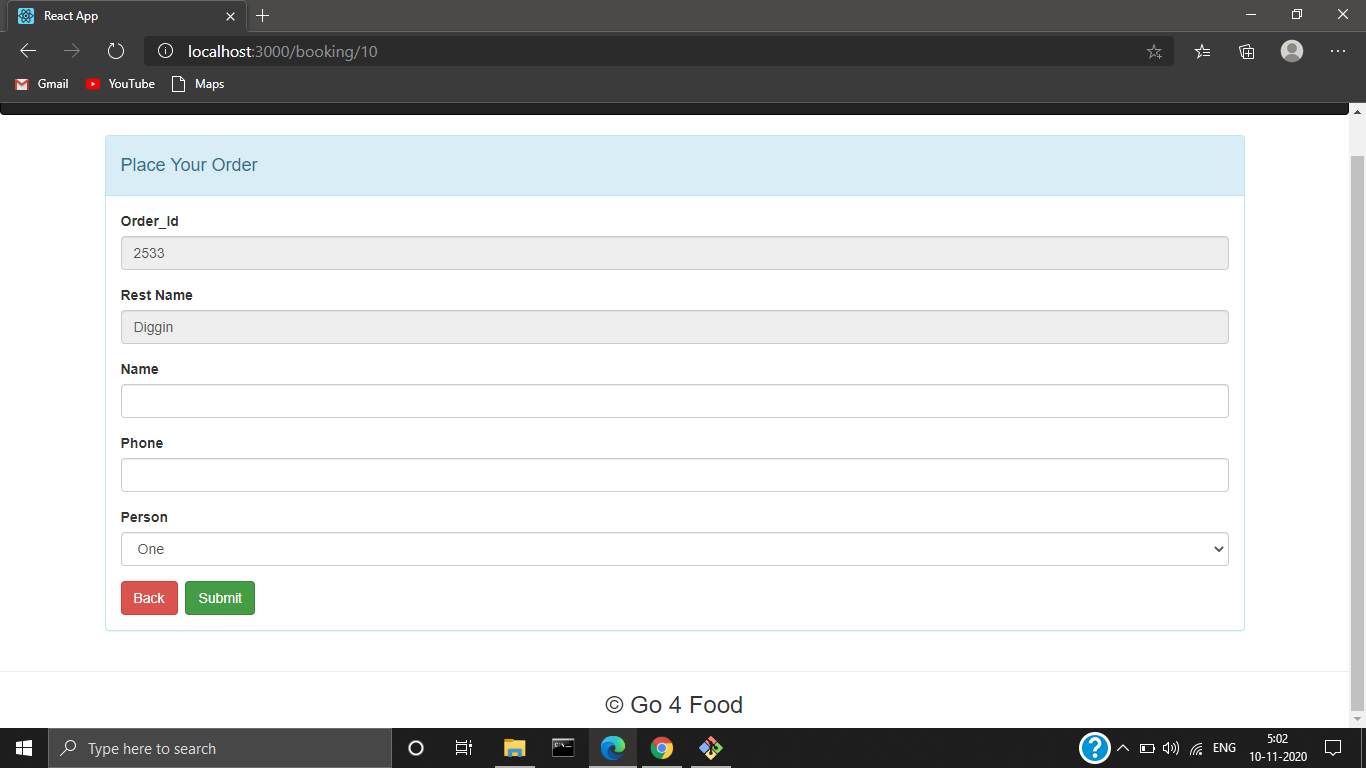 React App
localhost:3000/booking/10
Gmail YouTube Maps
Place Your Order
Order_Id
2533
Rest Name
Diggin
Name
Phone
Person
One
Back Submit
© Go 4 Food
Type here to search
ENG
5:02
10-11-2020